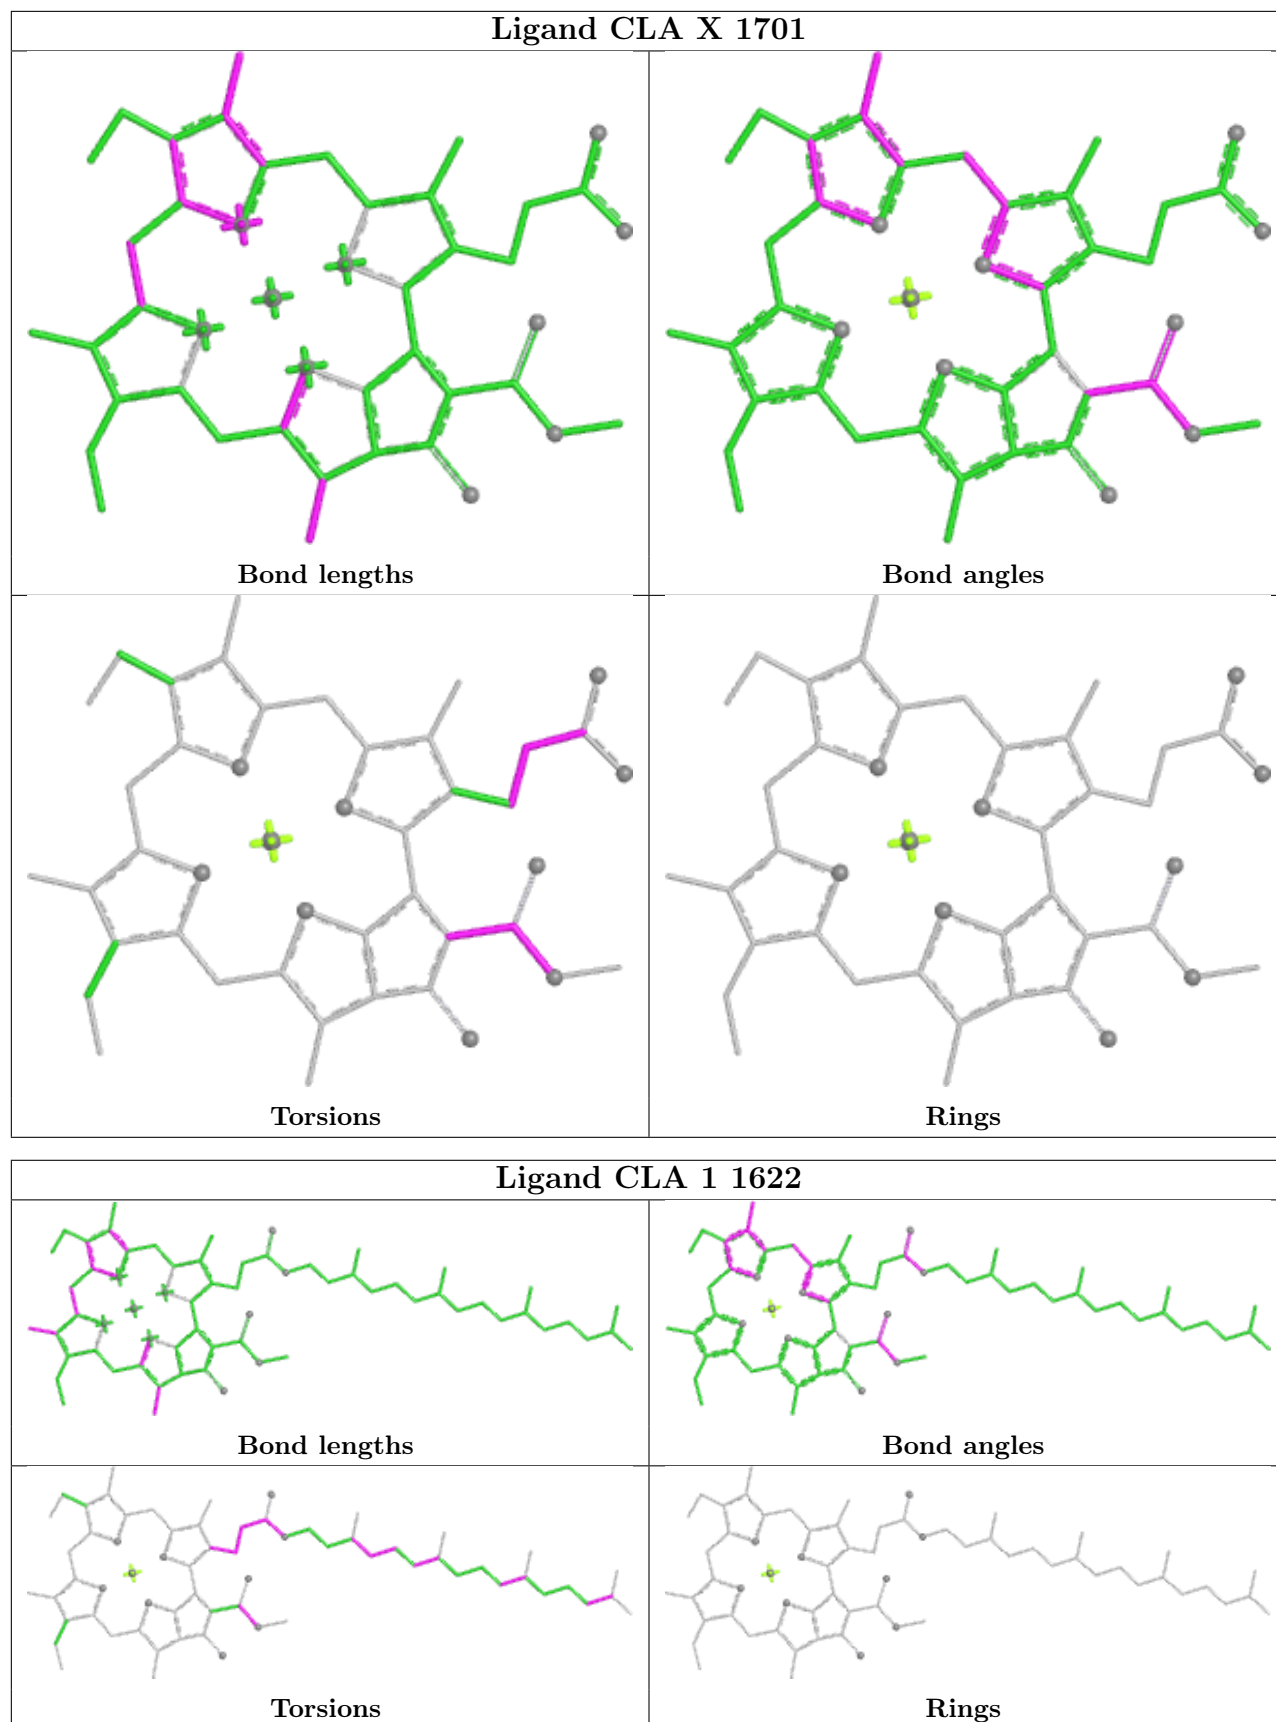 Ligand CLA X 1701
Bond lengths
Bond angles
Torsions
Rings
Ligand CLA 1 1622
Bond lengths
Bond angles
Torsions
Rings